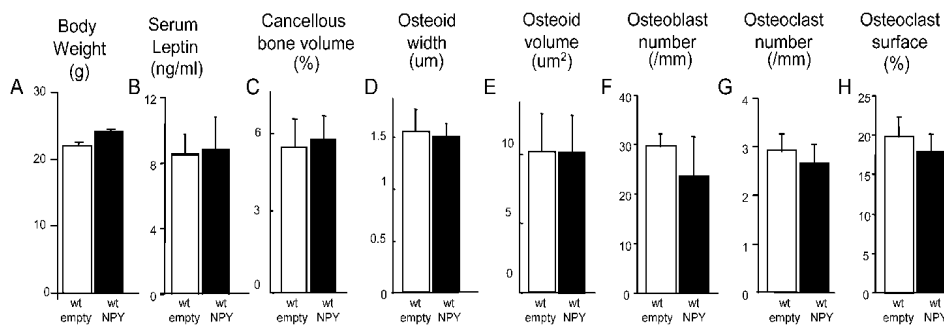 Body
Weight
(g)
Serum
Leptin
(ng/ml)
Cancellous
bone volume
(%)
Osteoid
width
(um)
Osteoid
volume
(um²)
Osteoblast
number
(/mm)
Osteoclast
number
(/mm)
Osteoclast
surface
(%)
A
30
20
10
0
wt wt
empty NPY
B
12
8
4
0
wt wt
empty NPY
C
6
3
0
wt wt
empty NPY
D
1.5
1
0.5
0
wt wt
empty NPY
E
10
5
0
wt wt
empty NPY
F
40
30
20
10
0
wt wt
empty NPY
G
4
3
2
1
0
wt wt
empty NPY
H
25
20
15
10
5
0
wt wt
empty NPY